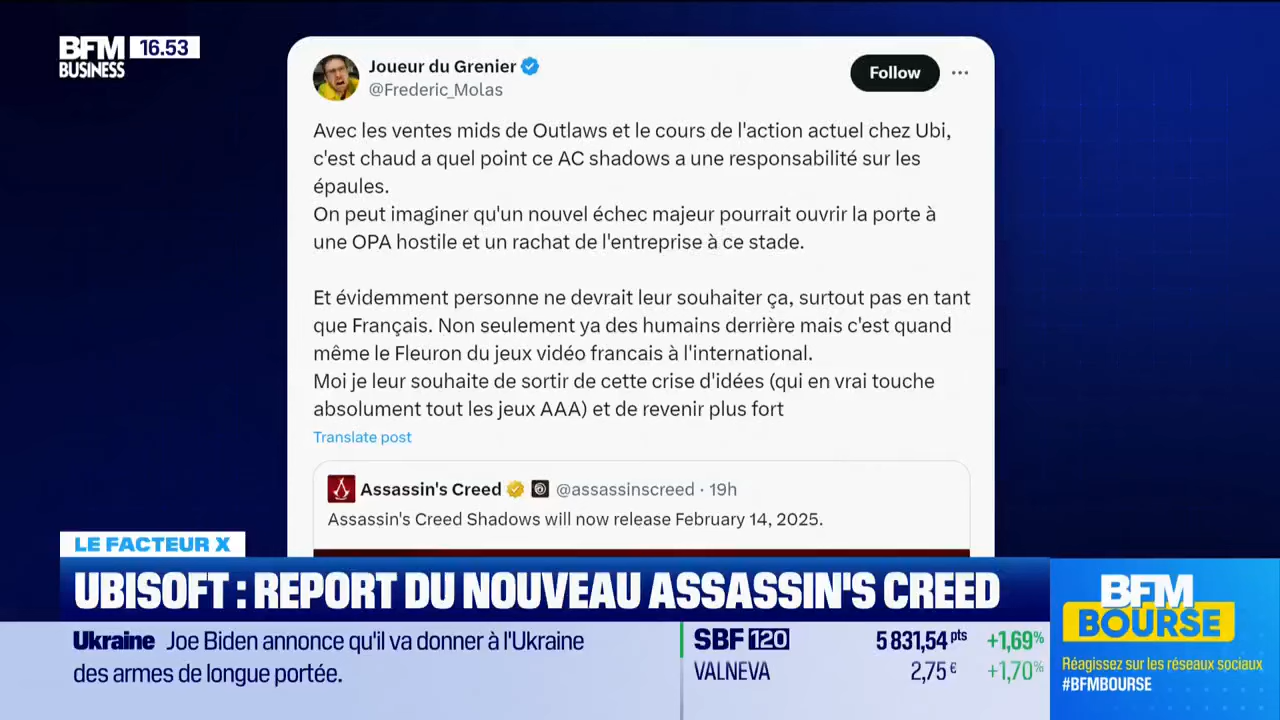 BFM 16.53
BUSINESS
Joueur du Grenier
@Frederic_Molas
Follow
Avec les ventes mids de Outlaws et le cours de l'action actuel chez Ubi,
c'est chaud a quel point ce AC shadows a une responsabilité sur les
épaules.
On peut imaginer qu'un nouvel échec majeur pourrait ouvrir la porte à
une OPA hostile et un rachat de l'entreprise à ce stade.
Et évidemment personne ne devrait leur souhaiter ça, surtout pas en tant
que Français. Non seulement ya des humains derrière mais c'est quand
même le Fleuron du jeux vidéo francais à l'international.
Moi je leur souhaite de sortir de cette crise d'idées (qui en vrai touche
absolument tout les jeux AAA) et de revenir plus fort
Translate post
Assassin's Creed @assassinscreed · 19h
Assassin's Creed Shadows will now release February 14, 2025.
LE FACTEUR X
UBISOFT : REPORT DU NOUVEAU ASSASSIN'S CREED
Ukraine Joe Biden annonce qu'il va donner à l'Ukraine
des armes de longue portée.
SBF 120 5 831,54 pts +1,69%
VALNEVA 2,75 € +1,70%
BFM
BOURSE
Réagissez sur les réseaux sociaux
#BFMBOURSE